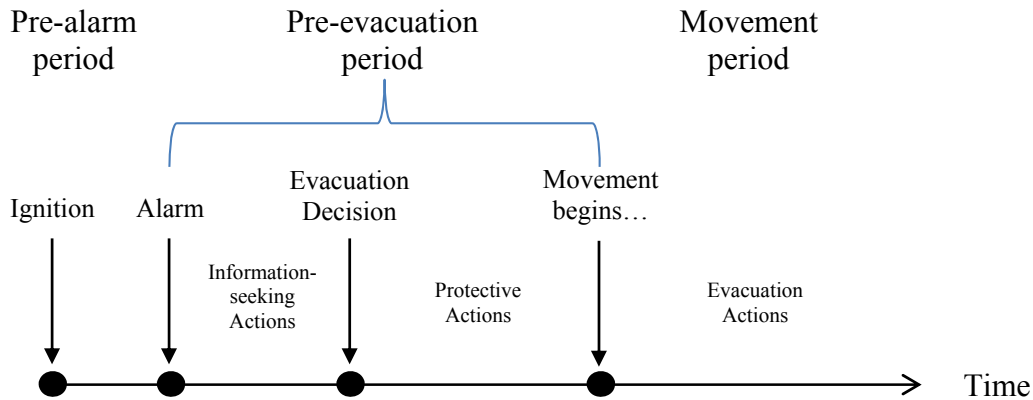 Pre-alarm
period
Pre-evacuation
period
Movement
period
Ignition
Alarm
Evacuation
Decision
Movement
begins…
Information-
seeking
Actions
Protective
Actions
Evacuation
Actions
Time